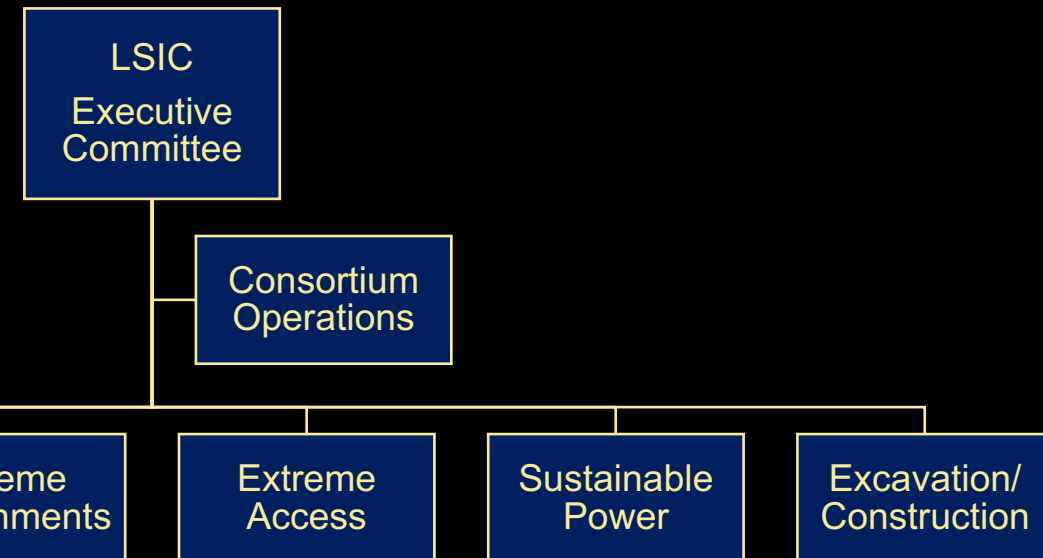 LSIC
Executive
Committee
Consortium
Operations
Extreme
Access
Sustainable
Power
Excavation/
Construction